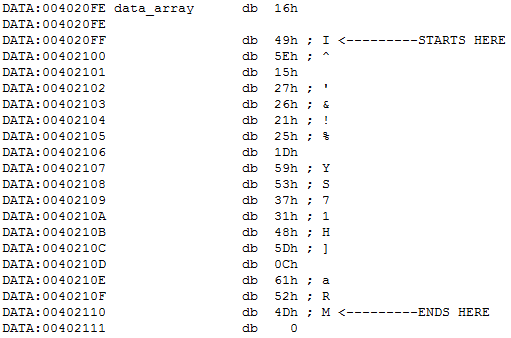 DATA:004020FE data_array      db  16h
DATA:004020FE
DATA:004020FF                 db  49h ; I <---------STARTS HERE
DATA:00402100                 db  5Eh ; ^
DATA:00402101                 db  15h
DATA:00402102                 db  27h ; '
DATA:00402103                 db  26h ; &
DATA:00402104                 db  21h ; !
DATA:00402105                 db  25h ; %
DATA:00402106                 db  1Dh
DATA:00402107                 db  59h ; Y
DATA:00402108                 db  53h ; S
DATA:00402109                 db  37h ; 7
DATA:0040210A                 db  31h ; 1
DATA:0040210B                 db  48h ; H
DATA:0040210C                 db  5Dh ; ]
DATA:0040210D                 db  0Ch
DATA:0040210E                 db  61h ; a
DATA:0040210F                 db  52h ; R
DATA:00402110                 db  4Dh ; M <---------ENDS HERE
DATA:00402111                 db    0